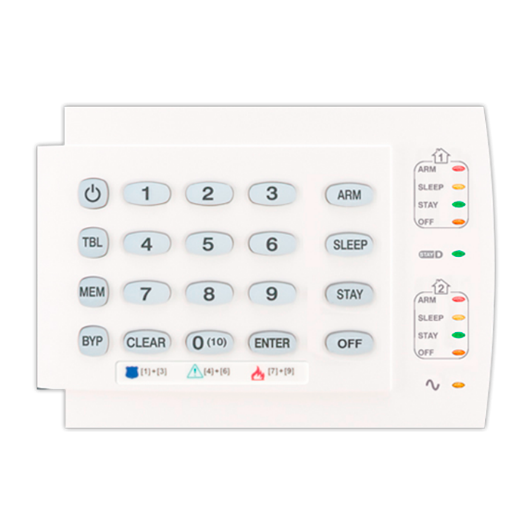 1 2 3 ARM
TBL 4 5 6 SLEEP
MEM 7 8 9 STAY
BYP CLEAR 0 (10) ENTER OFF
[1]+[3] [4]+[6] [7]+[9]
1
ARM
SLEEP
STAY
OFF
STAY D
2
ARM
SLEEP
STAY
OFF